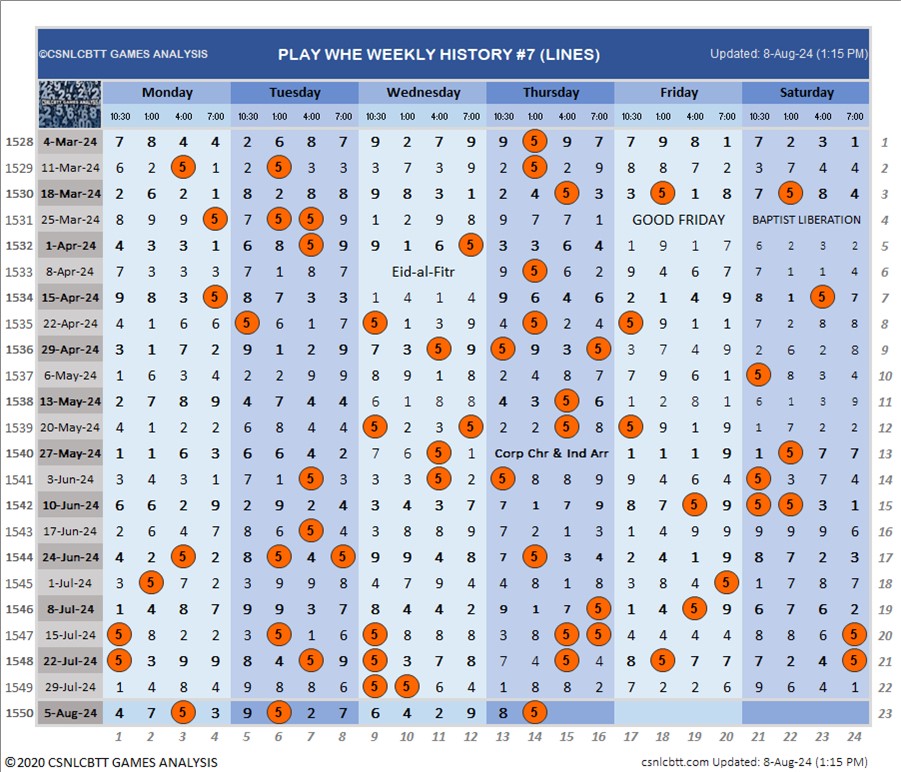 ©CSNLCBTT GAMES ANALYSIS PLAY WHE WEEKLY HISTORY #7 (LINES) Updated: 8-Aug-24 (1:15 PM)
CSNLCBTT GAMES ANALYSIS Monday Tuesday Wednesday Thursday Friday Saturday
10:30 1:00 4:00 7:00 10:30 1:00 4:00 7:00 10:30 1:00 4:00 7:00 10:30 1:00 4:00 7:00 10:30 1:00 4:00 7:00 10:30 1:00 4:00 7:00
1528 4-Mar-24 7 8 4 4 2 6 8 7 9 2 7 9 9 5 9 7 7 9 8 1 7 2 3 1 1
1529 11-Mar-24 6 2 5 1 2 5 3 3 3 7 3 9 2 5 2 9 8 8 7 2 3 7 4 4 2
1530 18-Mar-24 2 6 2 1 8 2 8 8 9 8 3 1 2 4 5 3 3 5 1 8 7 5 8 4 3
1531 25-Mar-24 8 9 9 5 7 5 5 9 1 2 9 8 9 7 7 1 GOOD FRIDAY BAPTIST LIBERATION 4
1532 1-Apr-24 4 3 3 1 6 8 5 9 9 1 6 5 3 3 6 4 1 9 1 7 6 2 3 2 5
1533 8-Apr-24 7 3 3 3 7 1 8 7 Eid-al-Fitr 9 5 6 2 9 4 6 7 7 1 1 4 6
1534 15-Apr-24 9 8 3 5 8 7 3 3 1 4 1 4 9 6 4 6 2 1 4 9 8 1 5 7 7
1535 22-Apr-24 4 1 6 6 5 6 1 7 5 1 3 9 4 5 2 4 5 9 1 1 7 2 8 8 8
1536 29-Apr-24 3 1 7 2 9 1 2 9 7 3 5 9 5 9 3 5 3 7 4 9 2 6 2 8 9
1537 6-May-24 1 6 3 4 2 2 9 9 8 9 1 8 2 4 8 7 7 9 6 1 5 8 3 4 10
1538 13-May-24 2 7 8 9 4 7 4 4 6 1 8 8 4 3 5 6 1 2 8 1 6 1 3 9 11
1539 20-May-24 4 1 2 2 6 8 4 4 5 2 3 5 2 2 5 8 5 9 1 9 1 7 2 2 12
1540 27-May-24 1 1 6 3 6 6 4 2 7 6 5 1 Corp Chr & Ind Arr 1 1 1 9 1 5 7 7 13
1541 3-Jun-24 3 4 3 1 7 1 5 3 3 3 5 2 5 8 8 9 9 4 6 4 5 3 7 4 14
1542 10-Jun-24 6 6 2 9 2 9 2 4 3 4 3 7 7 1 7 9 8 7 5 9 5 5 3 1 15
1543 17-Jun-24 2 6 4 7 8 6 5 4 3 8 8 9 7 2 1 3 1 4 9 4 9 9 9 6 16
1544 24-Jun-24 4 2 5 2 8 5 4 5 9 9 4 8 7 5 3 4 2 4 1 9 8 7 2 3 17
1545 1-Jul-24 3 5 7 2 3 9 9 8 4 7 9 4 4 8 1 8 3 8 4 5 1 7 8 7 18
1546 8-Jul-24 1 4 8 7 9 9 3 7 8 4 4 2 9 1 7 5 1 4 5 9 6 7 6 2 19
1547 15-Jul-24 5 8 2 2 3 5 1 6 5 8 8 8 3 8 5 5 4 4 4 4 8 8 6 5 20
1548 22-Jul-24 5 3 9 9 8 4 5 9 5 3 7 8 7 4 5 4 8 5 7 7 7 2 4 5 21
1549 29-Jul-24 1 4 8 4 9 8 8 6 5 5 6 4 1 8 8 2 7 2 2 6 9 6 4 1 22
1550 5-Aug-24 4 7 5 3 9 5 2 7 6 4 2 9 8 5 23
1 2 3 4 5 6 7 8 9 10 11 12 13 14 15 16 17 18 19 20 21 22 23 24
©2020 CSNLCBTT GAMES ANALYSIS csnlcbtt.com Updated: 8-Aug-24 (1:15 PM)